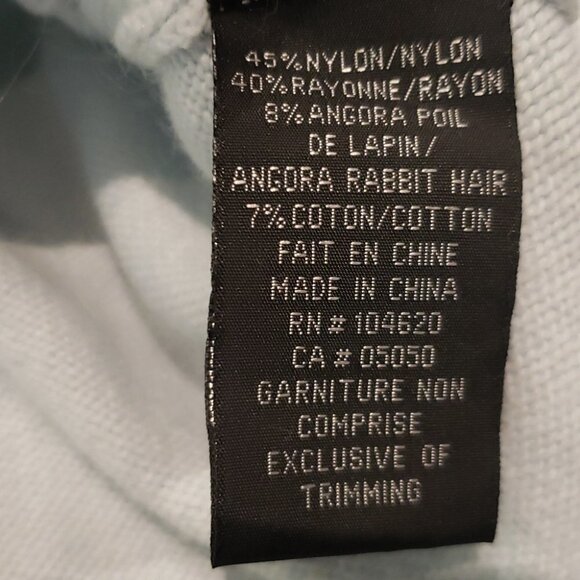 45%NYLON/NYLON
40%RAYONNE/RAYON
8%ANGORA POIL
DE LAPIN/
ANGORA RABBIT HAIR
7%COTON/COTTON
FAIT EN CHINE
MADE IN CHINA
RN# 104620
CA# 05050
GARNITURE NON
COMPRISE
EXCLUSIVE OF
TRIMMING